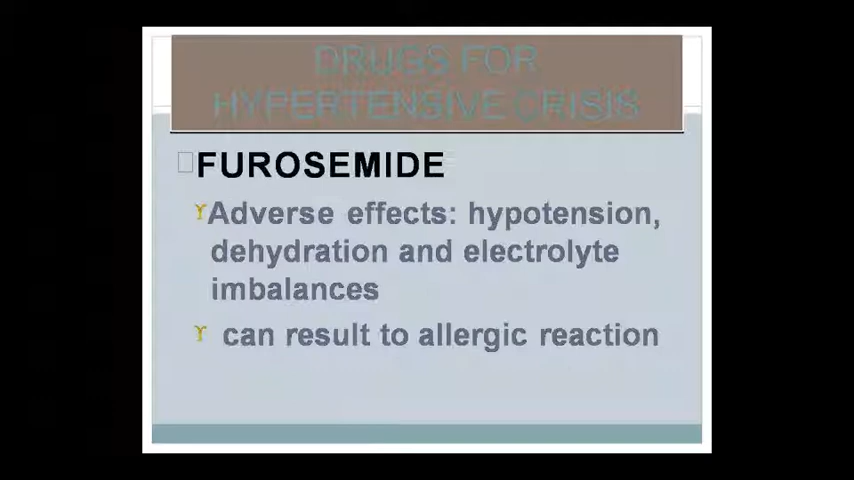 DRUGS FOR
HYPERTENSIVE CRISIS
FUROSEMIDE
Adverse effects: hypotension,
dehydration and electrolyte
imbalances
can result to allergic reaction